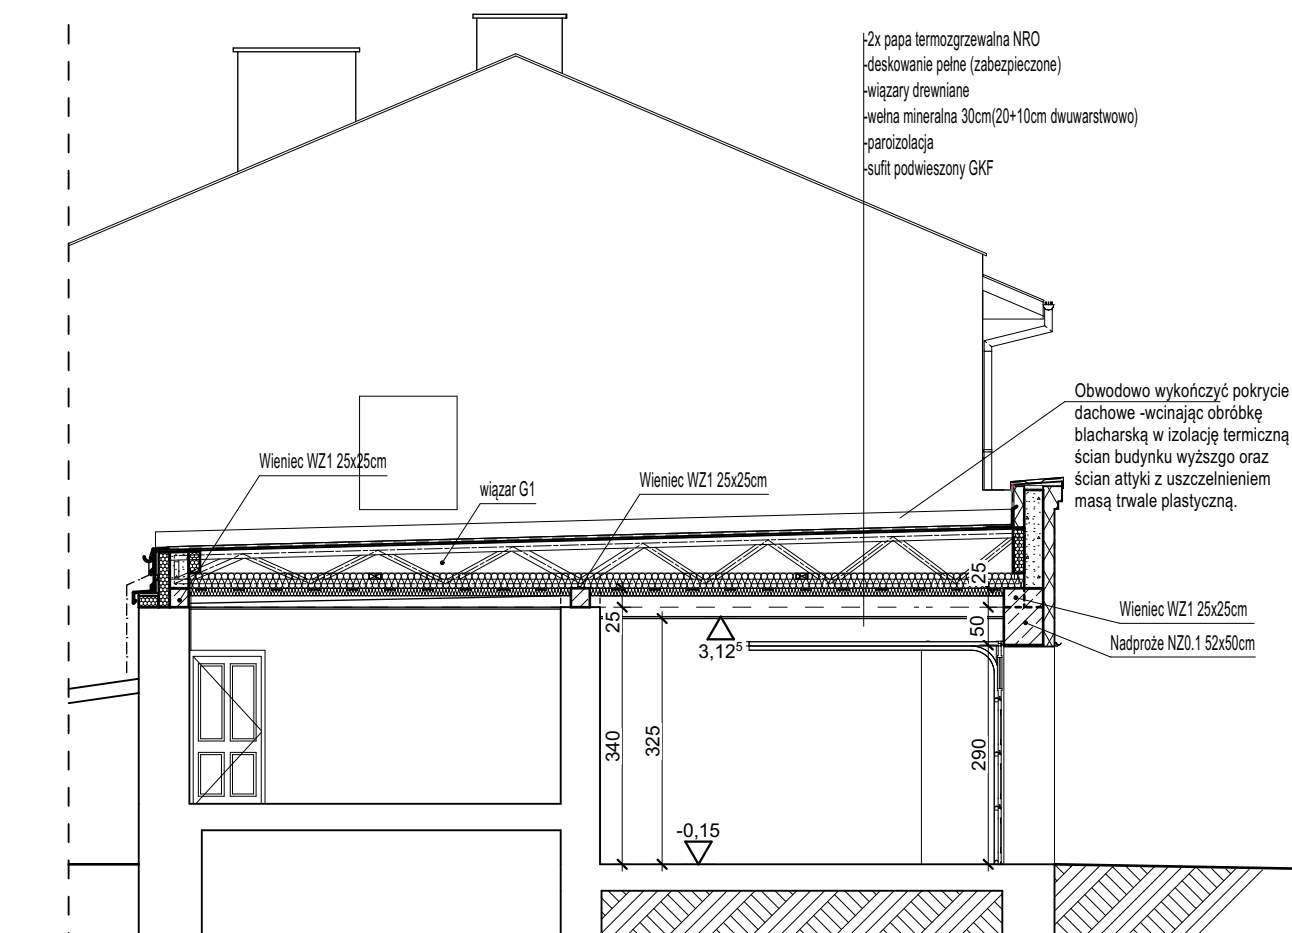 -2x papa termozgrzewalna NRO
-deskowanie pełne (zabezpieczone)
-wiązary drewniane
-wełna mineralna 30cm(20+10cm dwuwarstwowo)
-paroizolacja
-sufit podwieszony GKF
Obwodowo wykończyć pokrycie
dachowe -wcinając obróbkę
blacharską w izolację termiczną
ścian budynku wyższgo oraz
ścian attyki z uszczelnieniem
masą trwale plastyczną.
Wieniec WZ1 25x25cm
wiązar G1
Wieniec WZ1 25x25cm
25
Wieniec WZ1 25x25cm
Nadproże NZ0.1 52x50cm
25
50
3,12⁵
340
325
290
-0,15